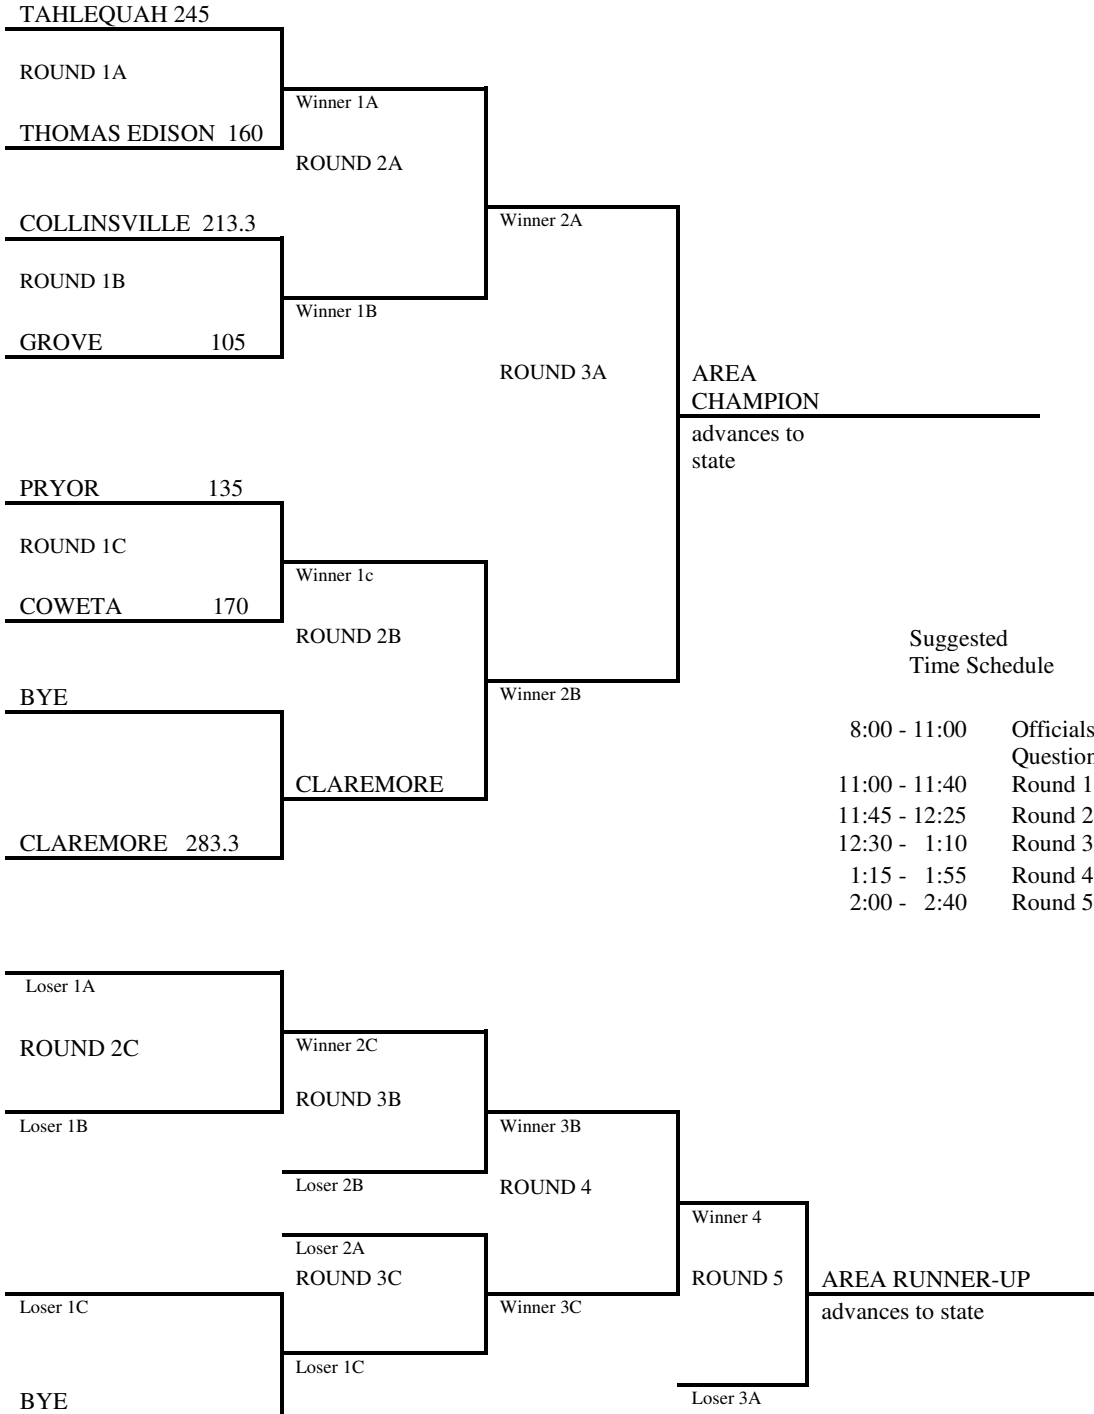 TAHLEQUAH 245
ROUND 1A
Winner 1A
THOMAS EDISON 160
ROUND 2A
COLLINSVILLE 213.3
Winner 2A
ROUND 1B
Winner 1B
GROVE 105
ROUND 3A
AREA
CHAMPION
advances to
state
PRYOR 135
ROUND 1C
Winner 1c
COWETA 170
ROUND 2B
Suggested
Time Schedule
BYE
Winner 2B
8:00 - 11:00 Officials
Question
CLAREMORE
11:00 - 11:40 Round 1
11:45 - 12:25 Round 2
CLAREMORE 283.3
12:30 - 1:10 Round 3
1:15 - 1:55 Round 4
2:00 - 2:40 Round 5
Loser 1A
ROUND 2C
Winner 2C
ROUND 3B
Loser 1B
Winner 3B
Loser 2B
ROUND 4
Winner 4
Loser 2A
ROUND 3C
ROUND 5
AREA RUNNER-UP
Loser 1C
Winner 3C
advances to state
Loser 1C
BYE
Loser 3A